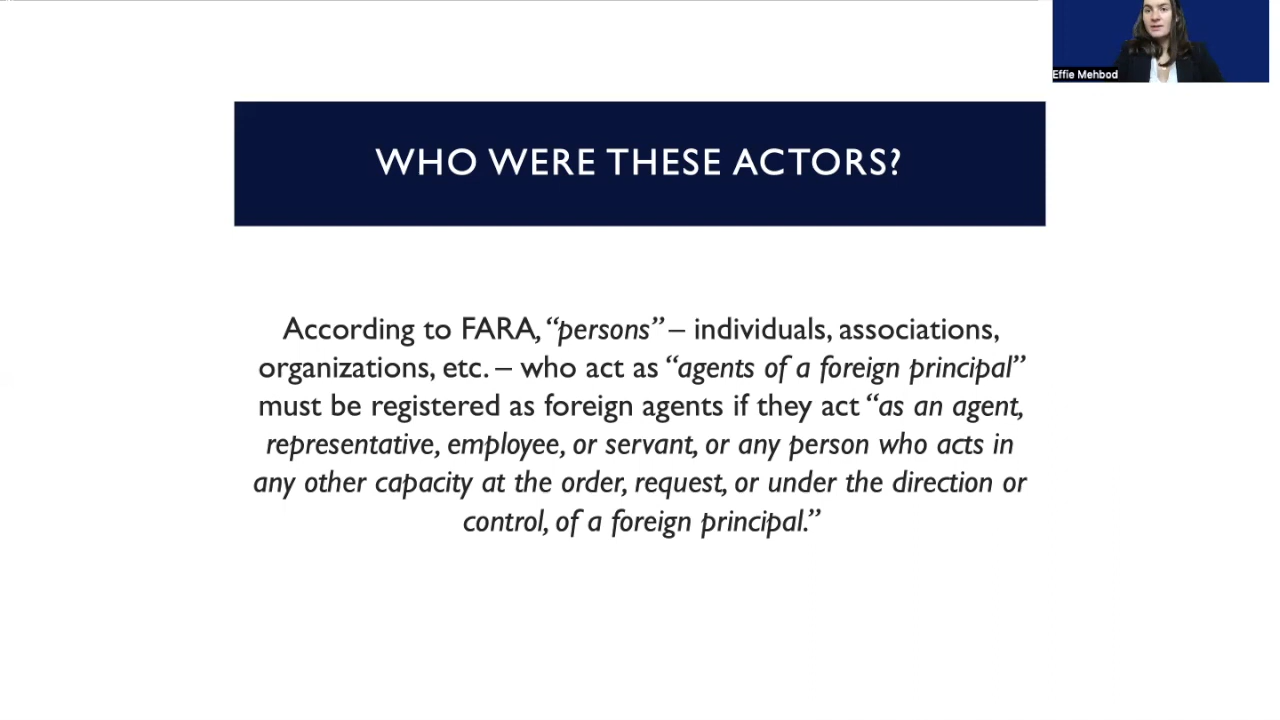 Effie Mehbod
WHO WERE THESE ACTORS?
According to FARA, “persons” – individuals, associations,
organizations, etc. – who act as “agents of a foreign principal”
must be registered as foreign agents if they act “as an agent,
representative, employee, or servant, or any person who acts in
any other capacity at the order, request, or under the direction or
control, of a foreign principal.”